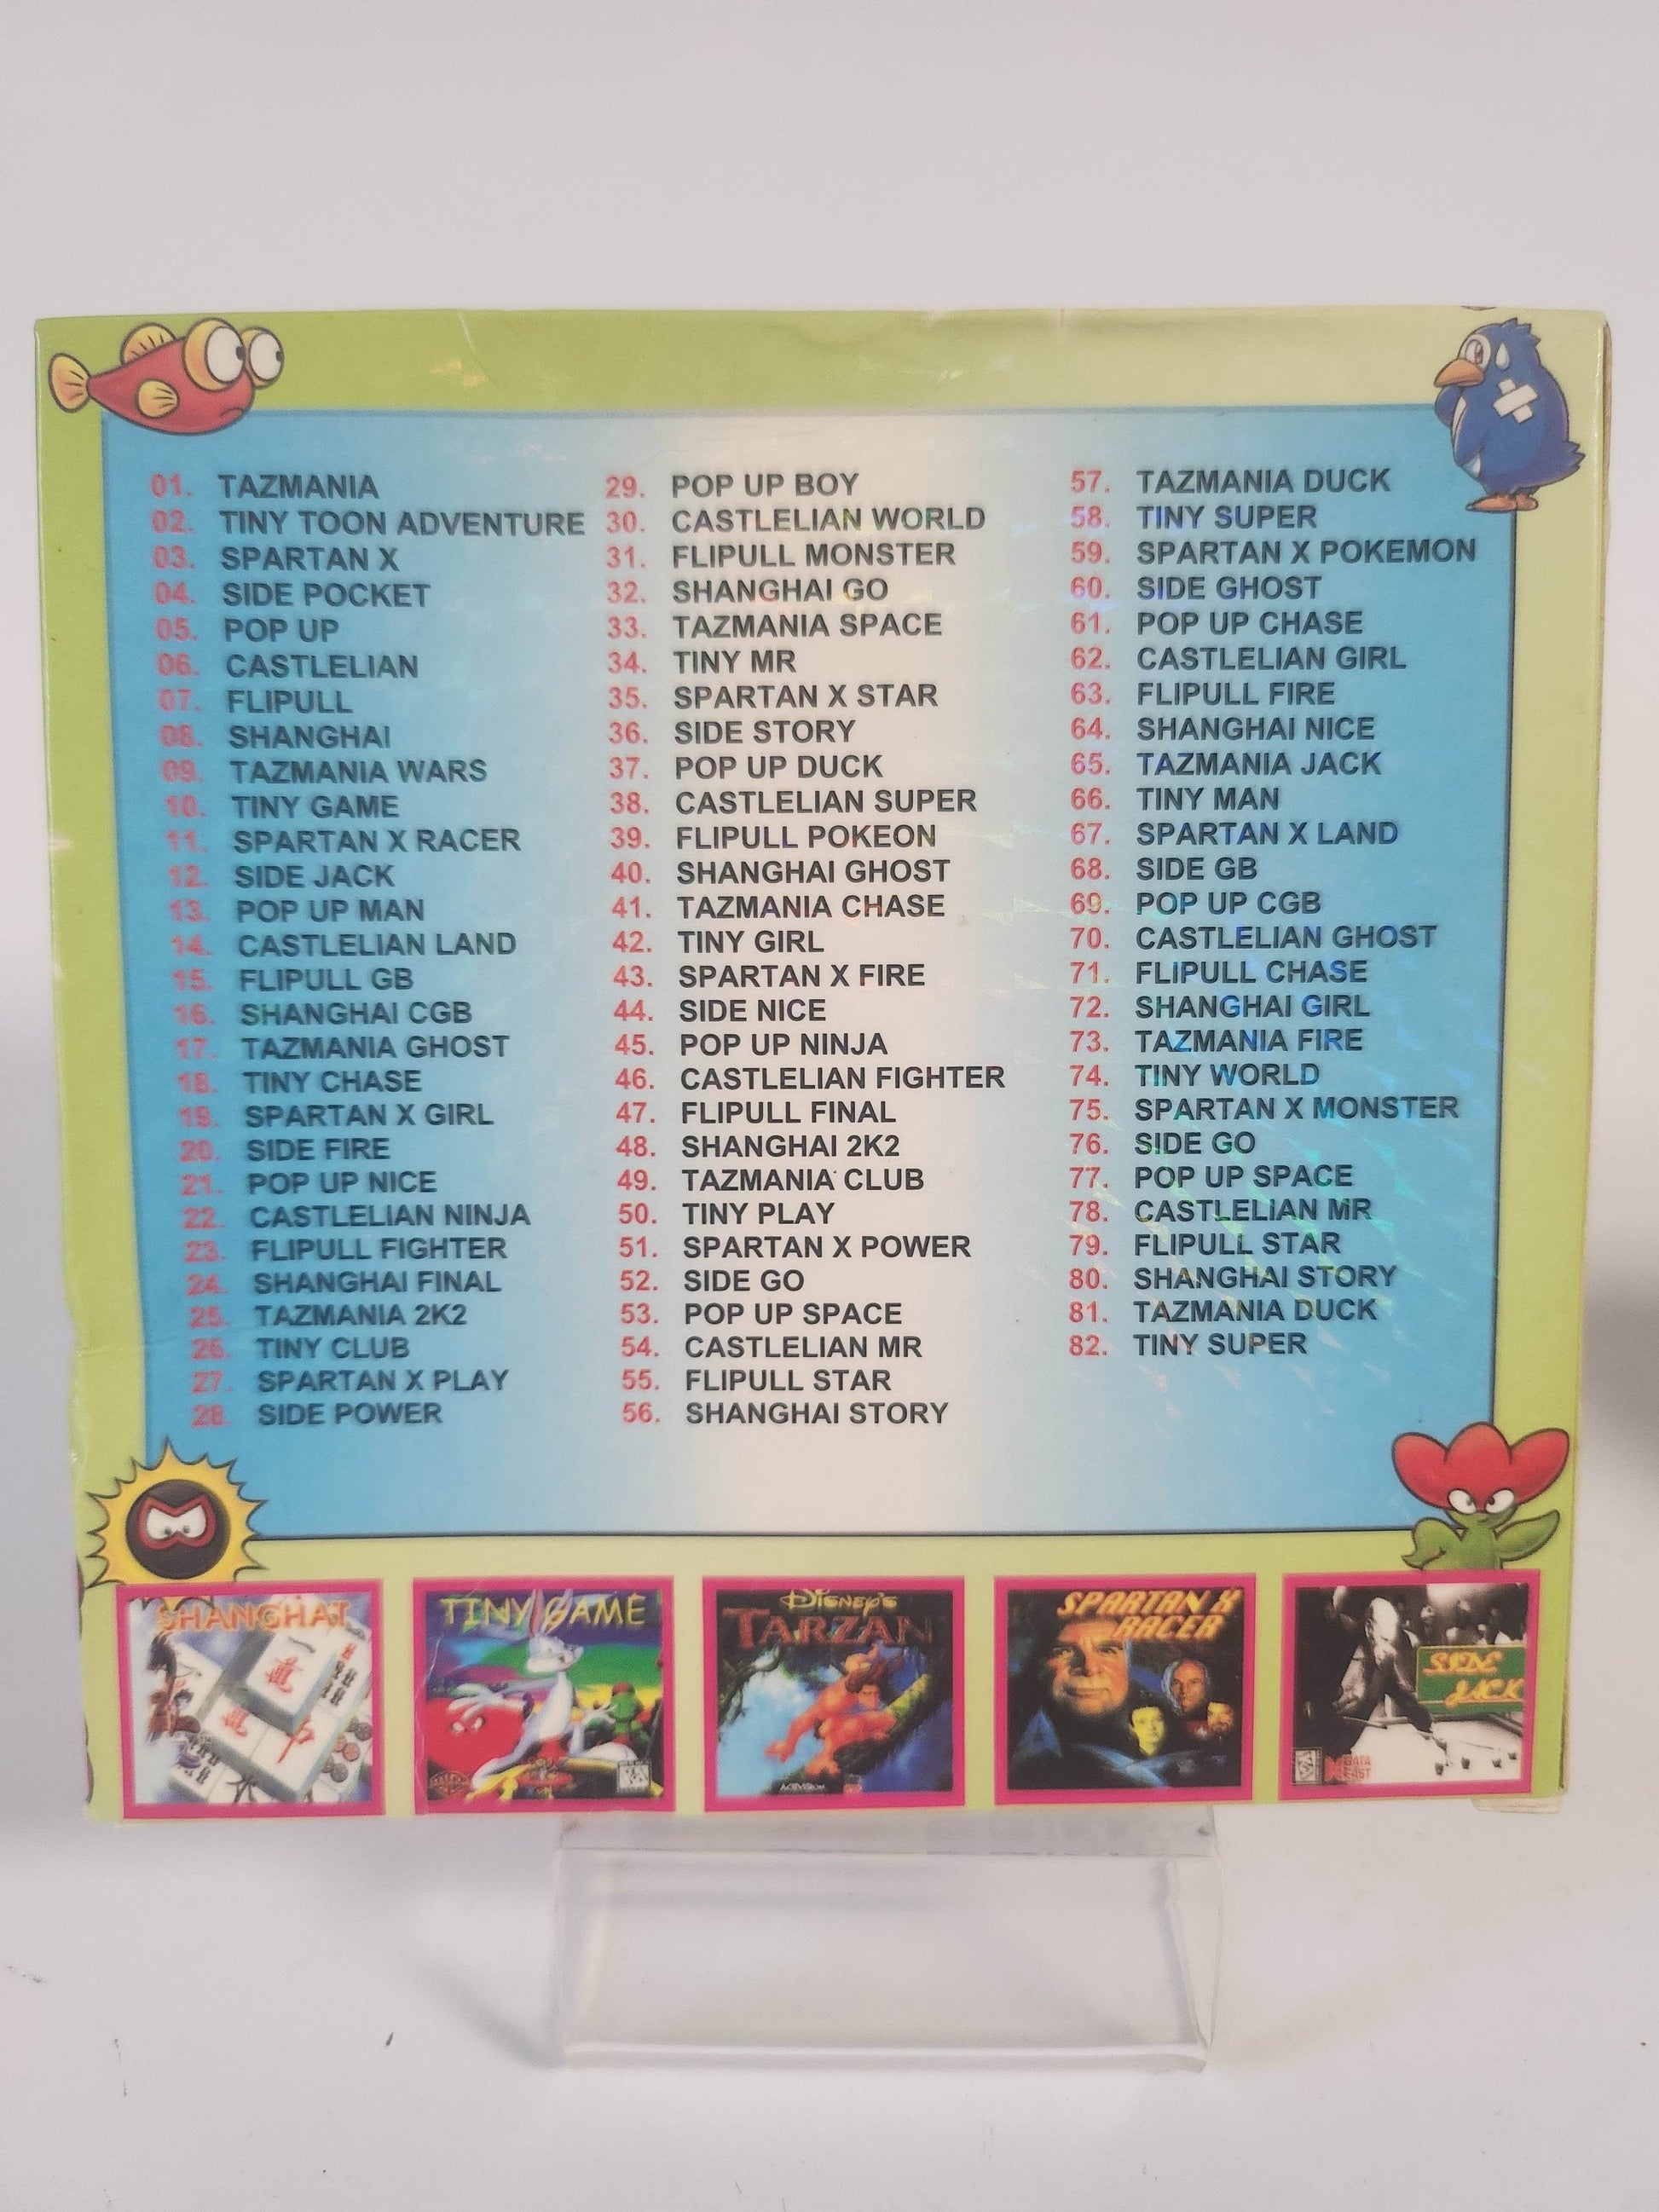 01. TAZMANIA
02. TINY TOON ADVENTURE
03. SPARTAN X
04. SIDE POCKET
05. POP UP
06. CASTLELIAN
07. FLIPULL
08. SHANGHAI
09. TAZMANIA WARS
10. TINY GAME
11. SPARTAN X RACER
12. SIDE JACK
13. POP UP MAN
14. CASTLELIAN LAND
15. FLIPULL GB
16. SHANGHAI CGB
17. TAZMANIA GHOST
18. TINY CHASE
19. SPARTAN X GIRL
20. SIDE FIRE
21. POP UP NICE
22. CASTLELIAN NINJA
23. FLIPULL FIGHTER
24. SHANGHAI FINAL
25. TAZMANIA 2K2
26. TINY CLUB
27. SPARTAN X PLAY
28. SIDE POWER
29. POP UP BOY
30. CASTLELIAN WORLD
31. FLIPULL MONSTER
32. SHANGHAI GO
33. TAZMANIA SPACE
34. TINY MR
35. SPARTAN X STAR
36. SIDE STORY
37. POP UP DUCK
38. CASTLELIAN SUPER
39. FLIPULL POKEON
40. SHANGHAI GHOST
41. TAZMANIA CHASE
42. TINY GIRL
43. SPARTAN X FIRE
44. SIDE NICE
45. POP UP NINJA
46. CASTLELIAN FIGHTER
47. FLIPULL FINAL
48. SHANGHAI 2K2
49. TAZMANIA CLUB
50. TINY PLAY
51. SPARTAN X POWER
52. SIDE GO
53. POP UP SPACE
54. CASTLELIAN MR
55. FLIPULL STAR
56. SHANGHAI STORY
57. TAZMANIA DUCK
58. TINY SUPER
59. SPARTAN X POKEMON
60. SIDE GHOST
61. POP UP CHASE
62. CASTLELIAN GIRL
63. FLIPULL FIRE
64. SHANGHAI NICE
65. TAZMANIA JACK
66. TINY MAN
67. SPARTAN X LAND
68. SIDE GB
69. POP UP CGB
70. CASTLELIAN GHOST
71. FLIPULL CHASE
72. SHANGHAI GIRL
73. TAZMANIA FIRE
74. TINY WORLD
75. SPARTAN X MONSTER
76. SIDE GO
77. POP UP SPACE
78. CASTLELIAN MR
79. FLIPULL STAR
80. SHANGHAI STORY
81. TAZMANIA DUCK
82. TINY SUPER
SHANGHAI
TINY GAME
DISNEY'S
TARZAN
ACTIVISION
SPARTAN X
RACER
SIDE
JACK
DATA
EAST